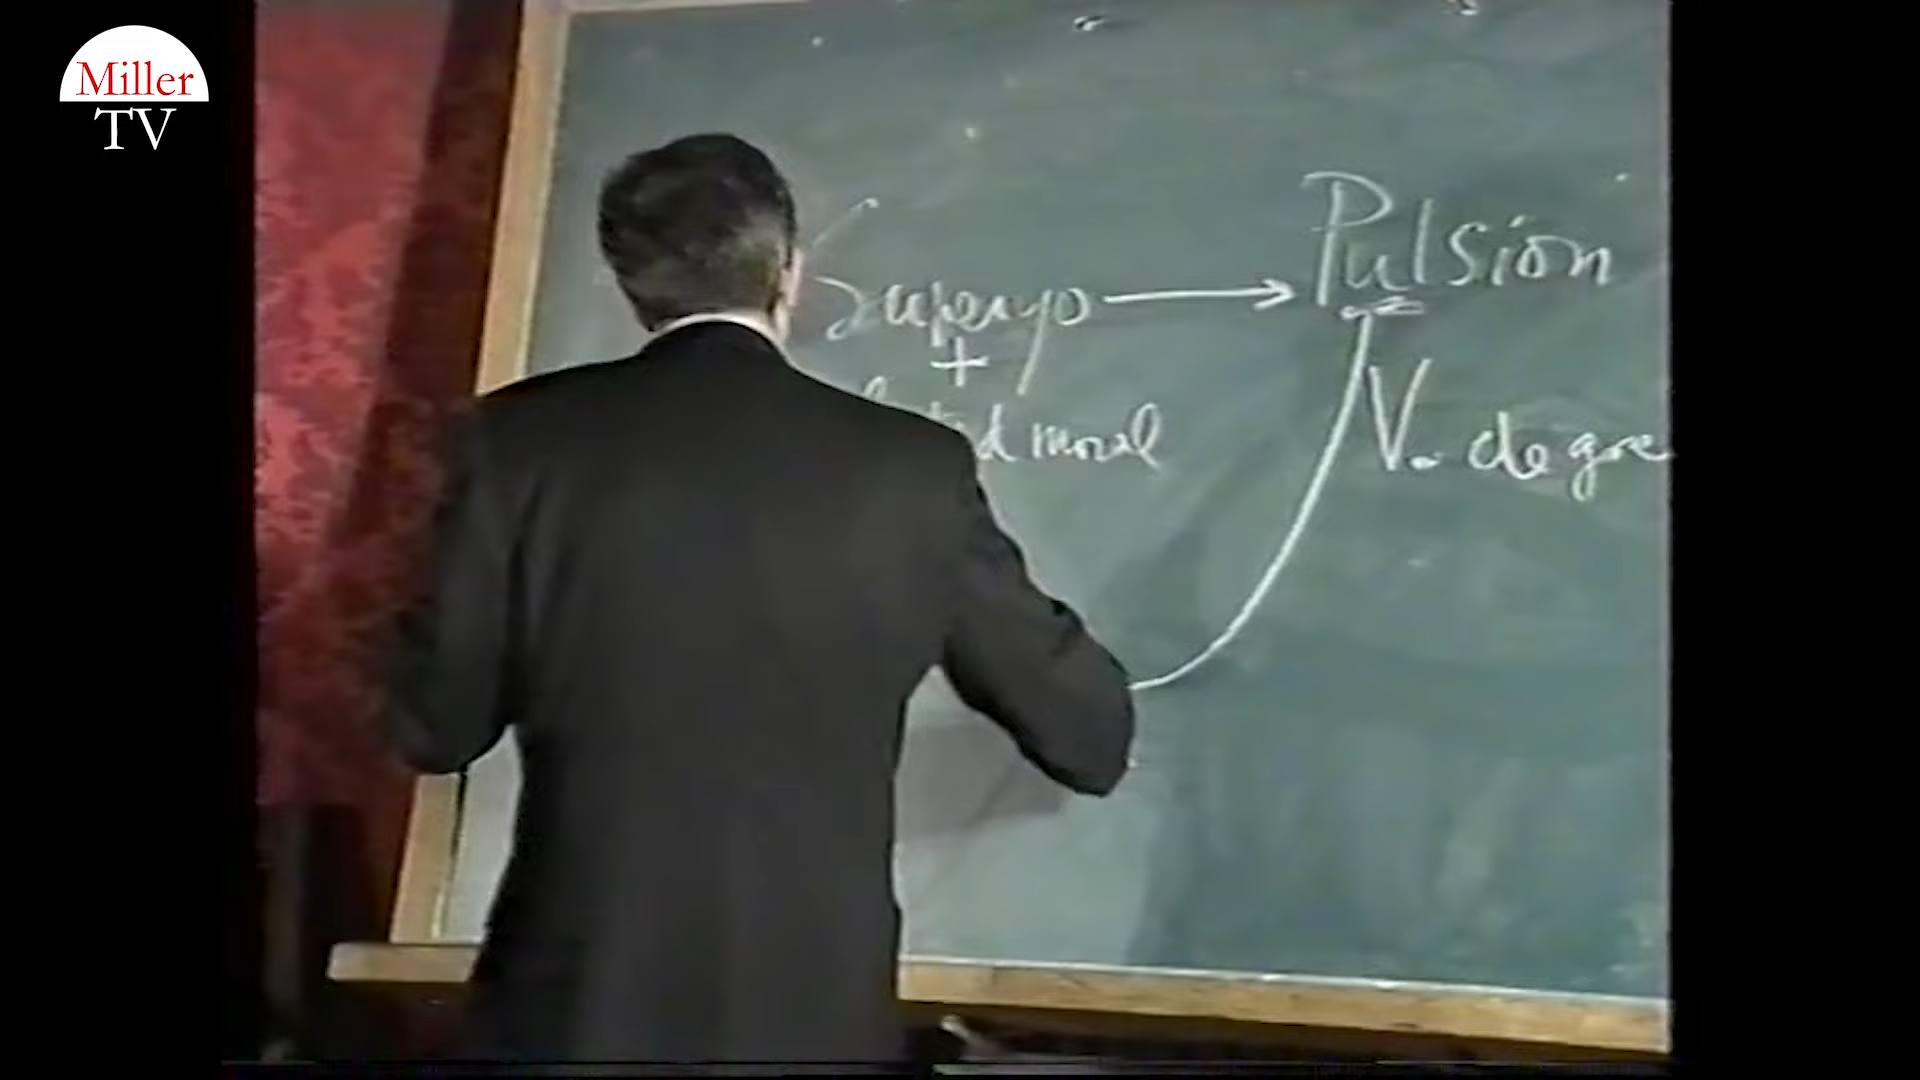 Miller
TV
Superyo → Pulsión
+
moral
V. de goce